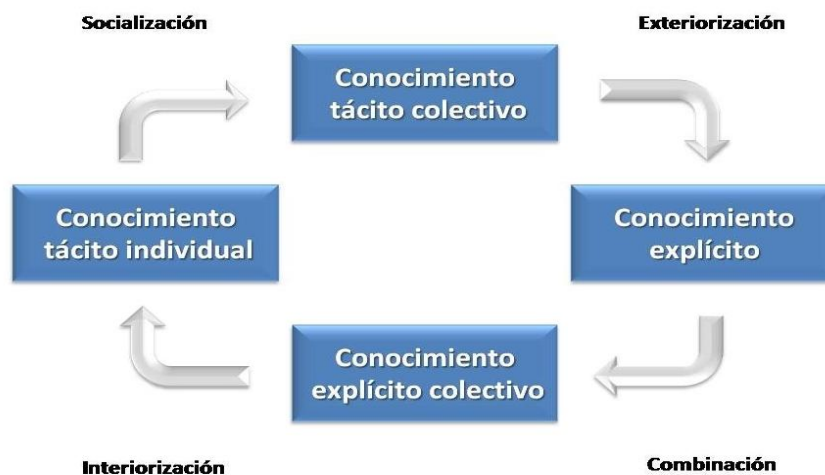 Socialización
Exteriorización
Conocimiento
tácito colectivo
Conocimiento
tácito individual
Conocimiento
explícito
Conocimiento
explícito colectivo
Interiorización
Combinación